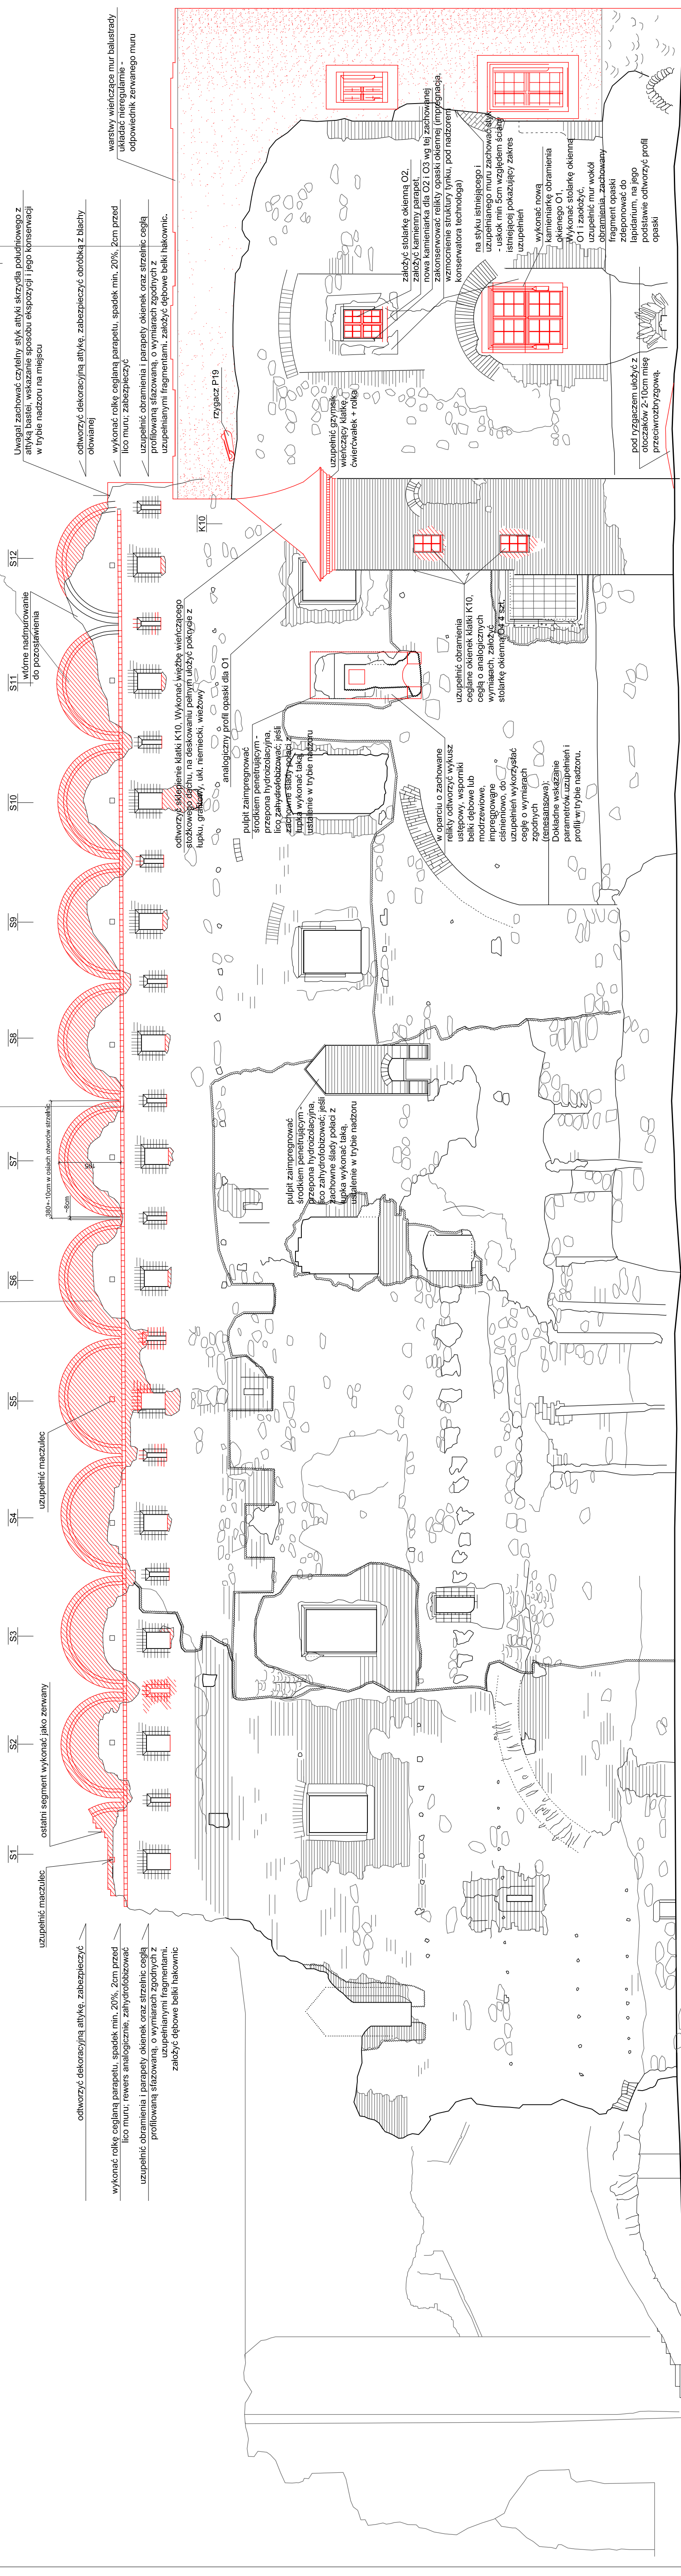 odtworzyć dekoracyjną attykę, zabezpieczyć
wykonać rolkę ceglaną parapetu, spadek min, 20%, 2cm przed
lico muru; rewers analogicznie, zahydrofobizować
uzupełnić obramienia i parapety okienek oraz strzelnic cegłą
profilowaną sfazowaną, o wymiarach zgodnych z
uzupełnianymi fragmentami.
założyć dębowe belki hakownic
uzupełnić maczulec
ostatni segment wykonać jako zerwany
S1
S2
S3
S4
S5
S6
S7
S8
S9
S10
S11
S12
uzupełnić maczulec
380+-10cm w osiach otworów strzelnic
~8cm
195
wtórne nadmurowanie
do pozostawienia
Uwaga! zachować czytelny styk attyki skrzydła południowego z
attyką bastei, wskazanie sposobu ekspozycji i jego konserwacji
w trybie nadzoru na miejscu
odtworzyć dekoracyjną attykę, zabezpieczyć obróbką z blachy
ołowianej
wykonać rolkę ceglaną parapetu, spadek min, 20%, 2cm przed
lico muru; zabezpieczyć
uzupełnić obramienia i parapety okienek oraz strzelnic cegłą
profilowaną sfazowaną, o wymiarach zgodnych z
uzupełnianymi fragmentami. założyć dębowe belki hakownic.
warstwy wieńczące mur balustrady
układać nieregularnie -
odpowiednik zerwanego muru
odtworzyć sklepienie klatki K10, Wykonać więźbę wieńczącego
stożkowego dachu, na deskowaniu pełnym ułożyć pokrycie z
łupku, grafitowy, ukł. niemiecki, wieżowy
K10
rzygacz P19
analogiczny profil opaski dla O1
pulpit zaimpregnować
środkiem penetrującym -
przepona hydroizolacyjna,
lico zahydrofobizować; jeśli
zachowne ślady połaci z
łupka wykonać taką.
ustalenie w trybie nadzoru
pulpit zaimpregnować
środkiem penetrującym -
przepona hydroizolacyjna,
lico zahydrofobizować; jeśli
zachowne ślady połaci z
łupka wykonać taką.
ustalenie w trybie nadzoru
uzupełnić gzymsik
wieńczący klatkę,
ćwierćwałek + rolka
założyć stolarkę okienną O2,
założyć kamienny parapet,
nowa kamieniarka dla O2 i O3 wg tej zachowanej
zakonserwować relikty opaski okiennej (impregnacja,
wzmocnienie struktury tynku, pod nadzorem
konserwatora technologa)
w oparciu o zachowane
relikty odtworzyć wykusz
ustępowy, wsporniki
belki dębowe lub
modrzewiowe,
impregnowane
ciśnieniowo, do
uzupełnień wykorzystać
cegłę o wymiarach
zgodnych
(renesansowa);
Dokładne wskazanie
parametrów uzupełnień i
profili w trybie nadzoru.
uzupełnić obramienia
ceglane okienek klatki K10,
cegłą o analogicznych
wymiarach, założyć
stolarkę okienną O4 4 szt.
na styku istniejącego i
uzupełnianego muru zachować styk
- uskok min 5cm względem ściany
istniejącej pokazujący zakres
uzupełnień
wykonać nową
kamieniarkę obramienia
okiennego O1,
Wykonać stolarkę okienną
O1 i założyć,
uzupełnić mur wokół
obramienia, zachowany
fragment opaski
zdeponować do
lapidarium, na jego
podstawie odtworzyć profil
opaski
pod rzygaczem ułożyć z
otoczaków 2-10cm misę
przeciwrozbryzgową.